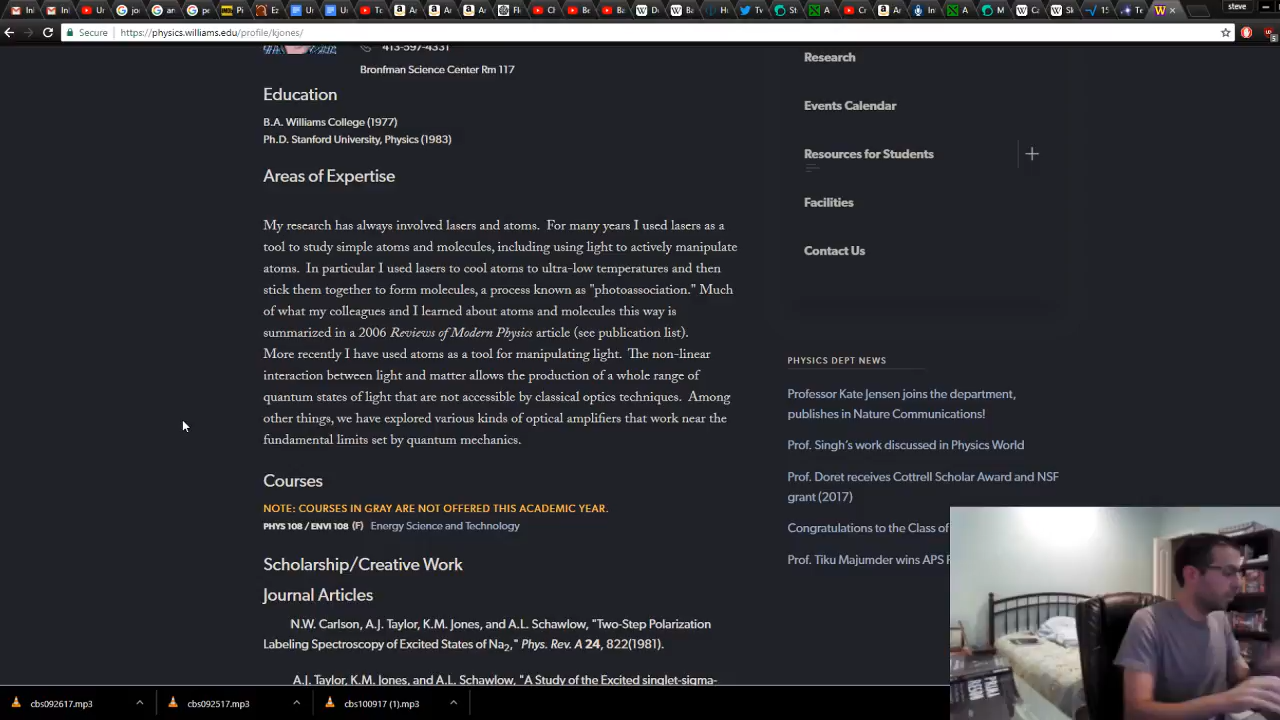 steve
Secure https://physics.williams.edu/profile/kjones/
413-597-4331
Bronfman Science Center Rm 117
Education
B.A. Williams College (1977)
Ph.D. Stanford University, Physics (1983)
Areas of Expertise
My research has always involved lasers and atoms. For many years I used lasers as a
tool to study simple atoms and molecules, including using light to actively manipulate
atoms. In particular I used lasers to cool atoms to ultra-low temperatures and then
stick them together to form molecules, a process known as "photoassociation." Much
of what my colleagues and I learned about atoms and molecules this way is
summarized in a 2006 Reviews of Modern Physics article (see publication list).
More recently I have used atoms as a tool for manipulating light. The non-linear
interaction between light and matter allows the production of a whole range of
quantum states of light that are not accessible by classical optics techniques. Among
other things, we have explored various kinds of optical amplifiers that work near the
fundamental limits set by quantum mechanics.
Courses
NOTE: COURSES IN GRAY ARE NOT OFFERED THIS ACADEMIC YEAR.
PHYS 108 / ENVI 108 (F) Energy Science and Technology
Scholarship/Creative Work
Journal Articles
N.W. Carlson, A.J. Taylor, K.M. Jones, and A.L. Schawlow, "Two-Step Polarization
Labeling Spectroscopy of Excited States of Na2," Phys. Rev. A 24, 822(1981).
A.J. Taylor, K.M. Jones, and A.L. Schawlow, "A Study of the Excited singlet-sigma-
Research
Events Calendar
Resources for Students
Facilities
Contact Us
PHYSICS DEPT NEWS
Professor Kate Jensen joins the department,
publishes in Nature Communications!
Prof. Singh's work discussed in Physics World
Prof. Doret receives Cottrell Scholar Award and NSF
grant (2017)
Congratulations to the Class of
Prof. Tiku Majumder wins APS
cbs092617.mp3
cbs092517.mp3
cbs100917 (1).mp3